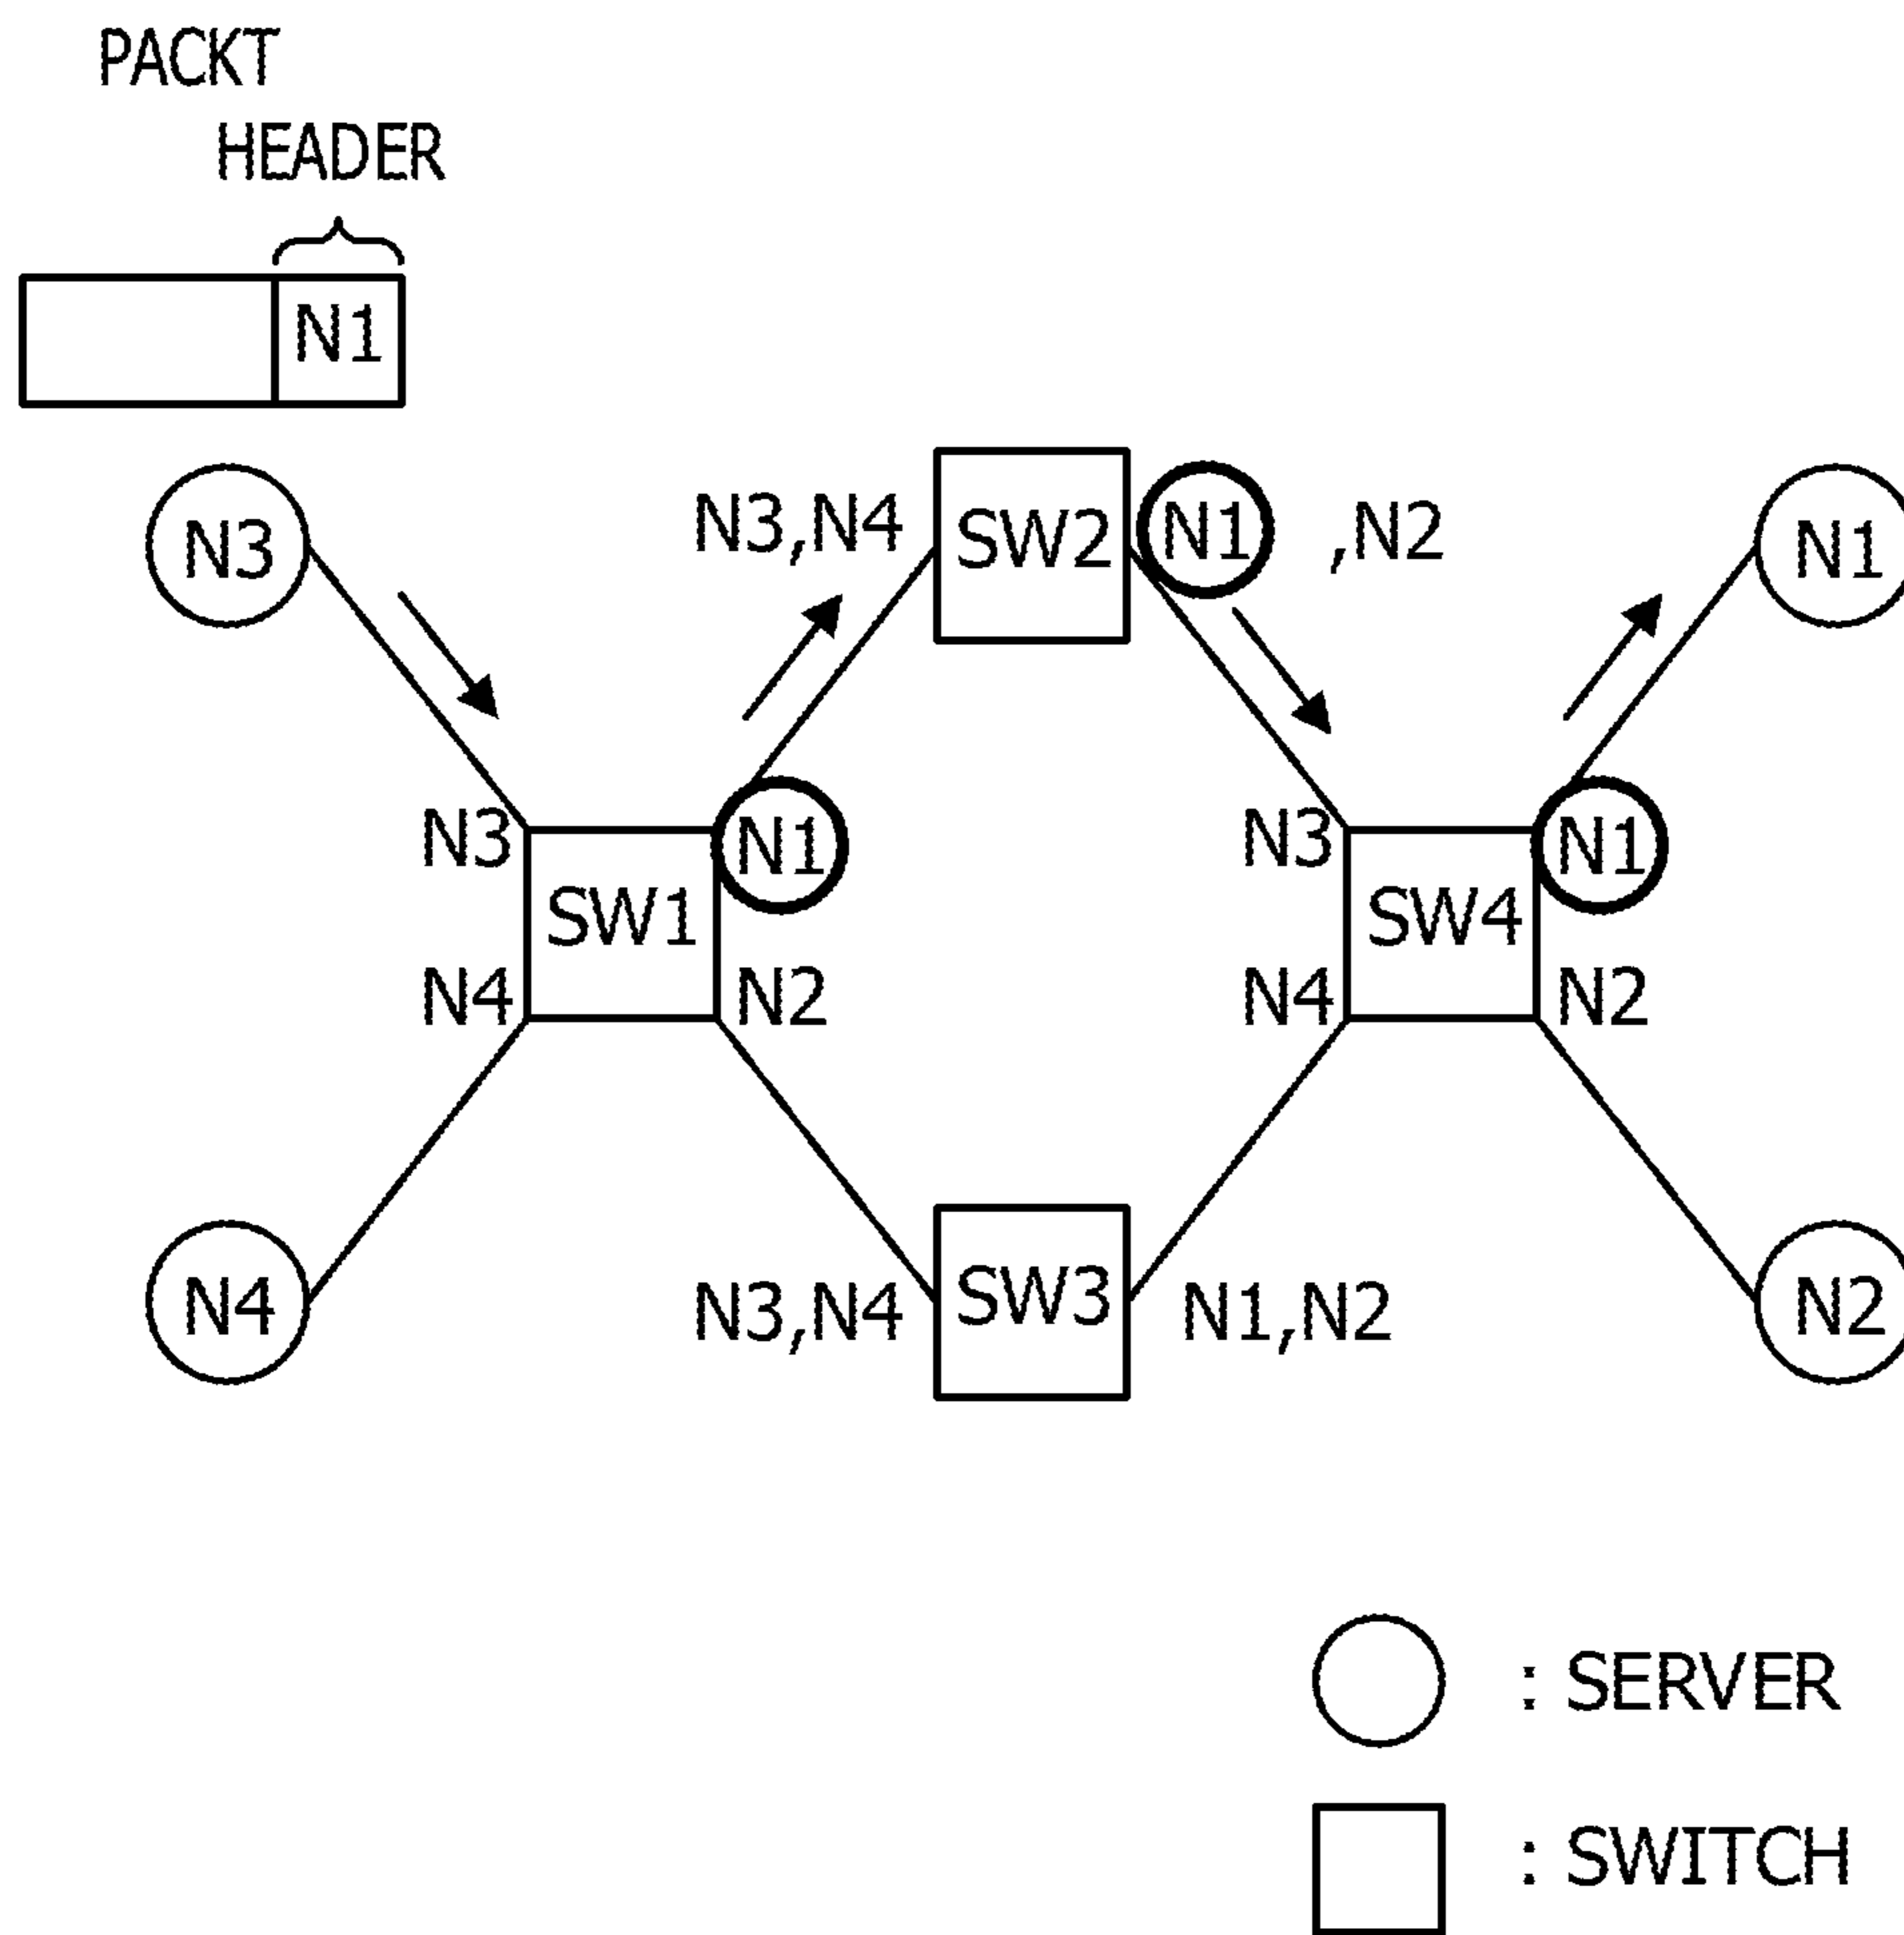 PACKT
HEADER
N1
N3
N3,N4
SW2
N1
,N2
N1
N3
N1
N3
N1
SW1
SW4
N4
N2
N4
N2
N4
N3,N4
SW3
N1,N2
N2
: SERVER
: SWITCH